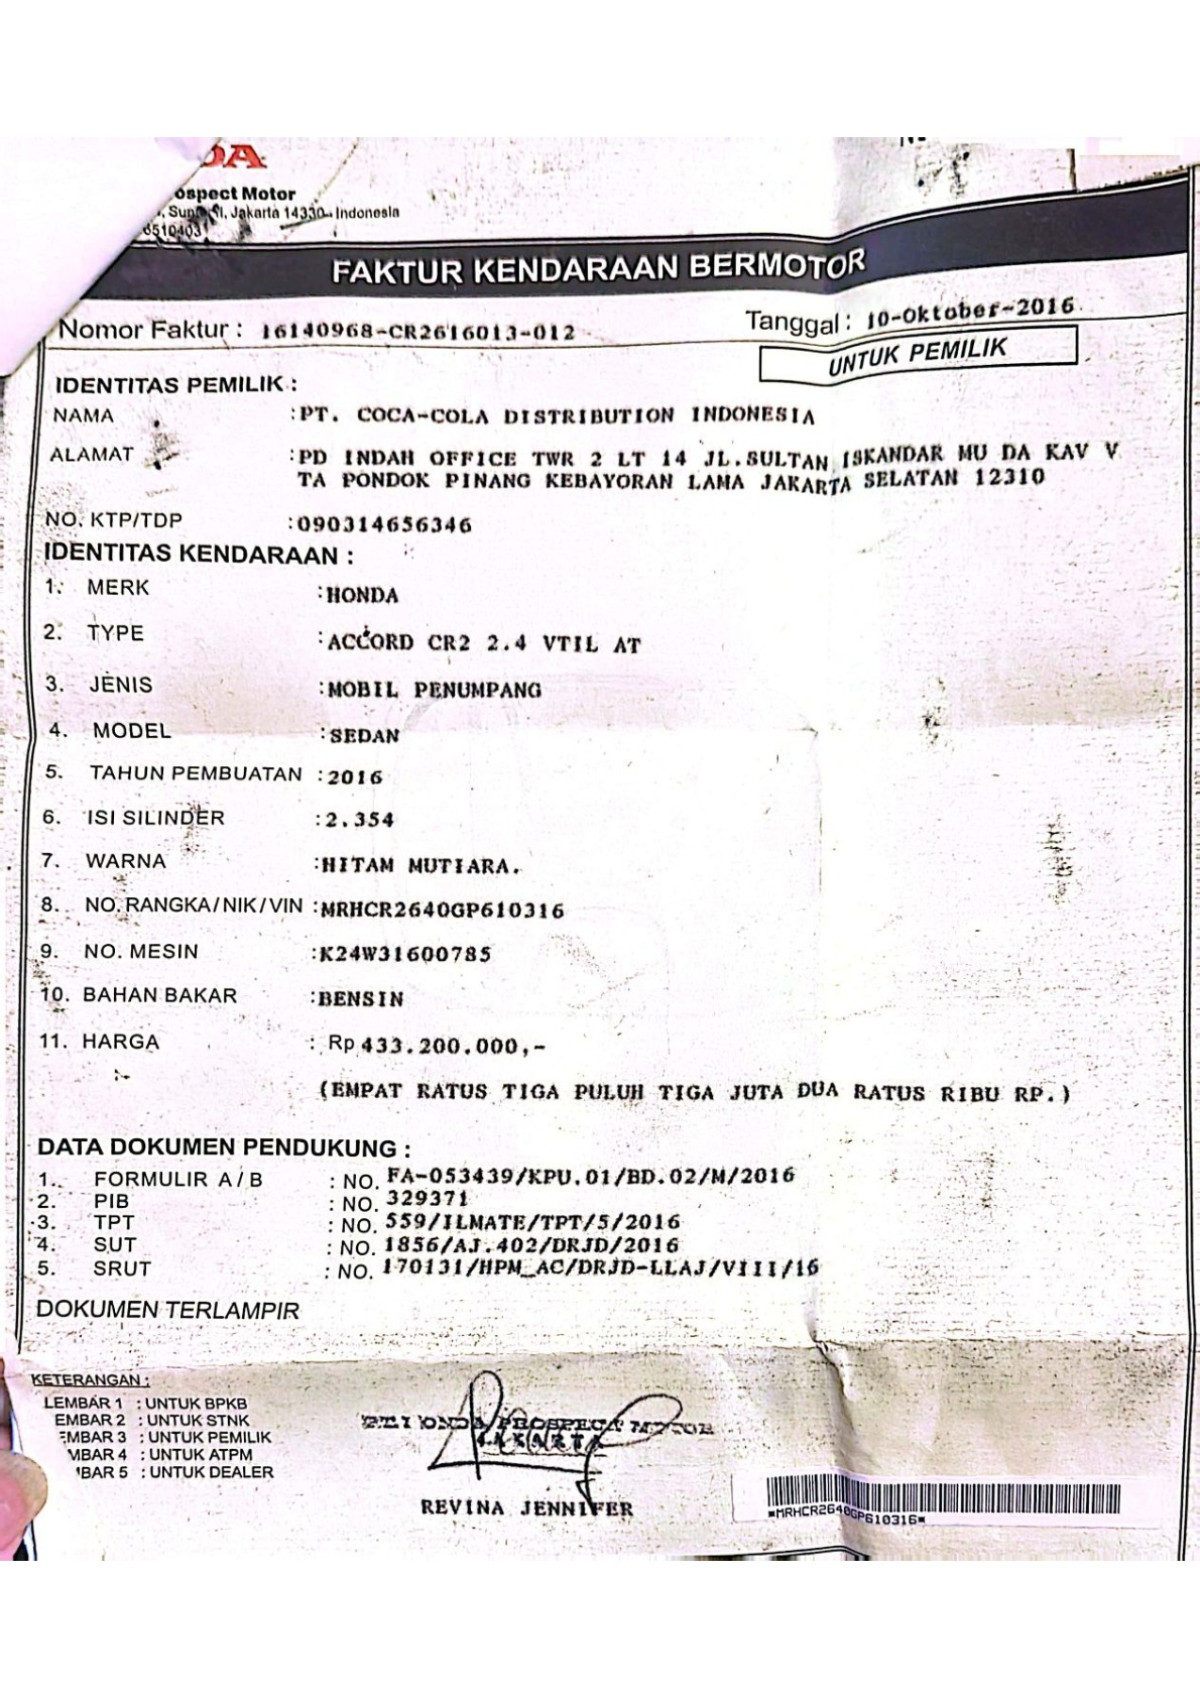 DA
ospect Motor
I, Jakarta 14330 - Indonesia
6510403
FAKTUR KENDARAAN BERMOTOR
Nomor Faktur : 16140968-CR2616013-012
Tanggal : 10-Oktober-2016
UNTUK PEMILIK
IDENTITAS PEMILIK :
NAMA :PT. COCA-COLA DISTRIBUTION INDONESIA
ALAMAT :PD INDAH OFFICE TWR 2 LT 14 JL.SULTAN ISKANDAR MU DA KAV V
TA PONDOK PINANG KEBAYORAN LAMA JAKARTA SELATAN 12310
NO. KTP/TDP :090314656346
IDENTITAS KENDARAAN :
1. MERK :HONDA
2. TYPE :ACCORD CR2 2.4 VTIL AT
3. JENIS :MOBIL PENUMPANG
4. MODEL :SEDAN
5. TAHUN PEMBUATAN :2016
6. ISI SILINDER :2.354
7. WARNA :HITAM MUTIARA.
8. NO. RANGKA/NIK/VIN :MRHCR2640GP610316
9. NO. MESIN :K24W31600785
10. BAHAN BAKAR :BENSIN
11. HARGA : Rp 433.200.000,-
(EMPAT RATUS TIGA PULUH TIGA JUTA DUA RATUS RIBU RP.)
DATA DOKUMEN PENDUKUNG :
1.. FORMULIR A / B : NO. FA-053439/KPU.01/BD.02/M/2016
2. PIB : NO. 329371
3. TPT : NO. 559/ILMATE/TPT/5/2016
4. SUT : NO. 1856/AJ.402/DRJD/2016
5. SRUT : NO. 170131/HPM_AC/DRJD-LLAJ/VIII/16
DOKUMEN TERLAMPIR
KETERANGAN :
LEMBAR 1 : UNTUK BPKB
EMBAR 2 : UNTUK STNK
EMBAR 3 : UNTUK PEMILIK
MBAR 4 : UNTUK ATPM
BAR 5 : UNTUK DEALER
PROSPECT MOTOR
JAKARTA
REVINA JENNIFER
*MRHCR2640GP610316*